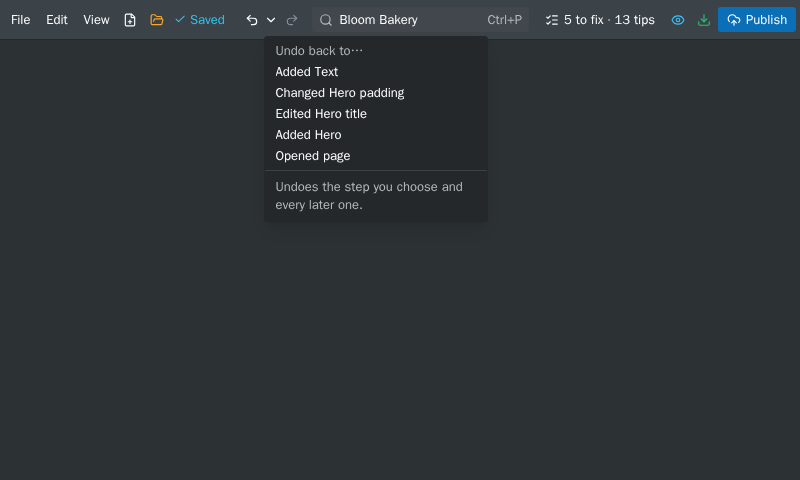 File Edit View Saved Bloom Bakery Ctrl+P 5 to fix · 13 tips Publish
Undo back to···
Added Text
Changed Hero padding
Edited Hero title
Added Hero
Opened page
Undoes the step you choose and
every later one.